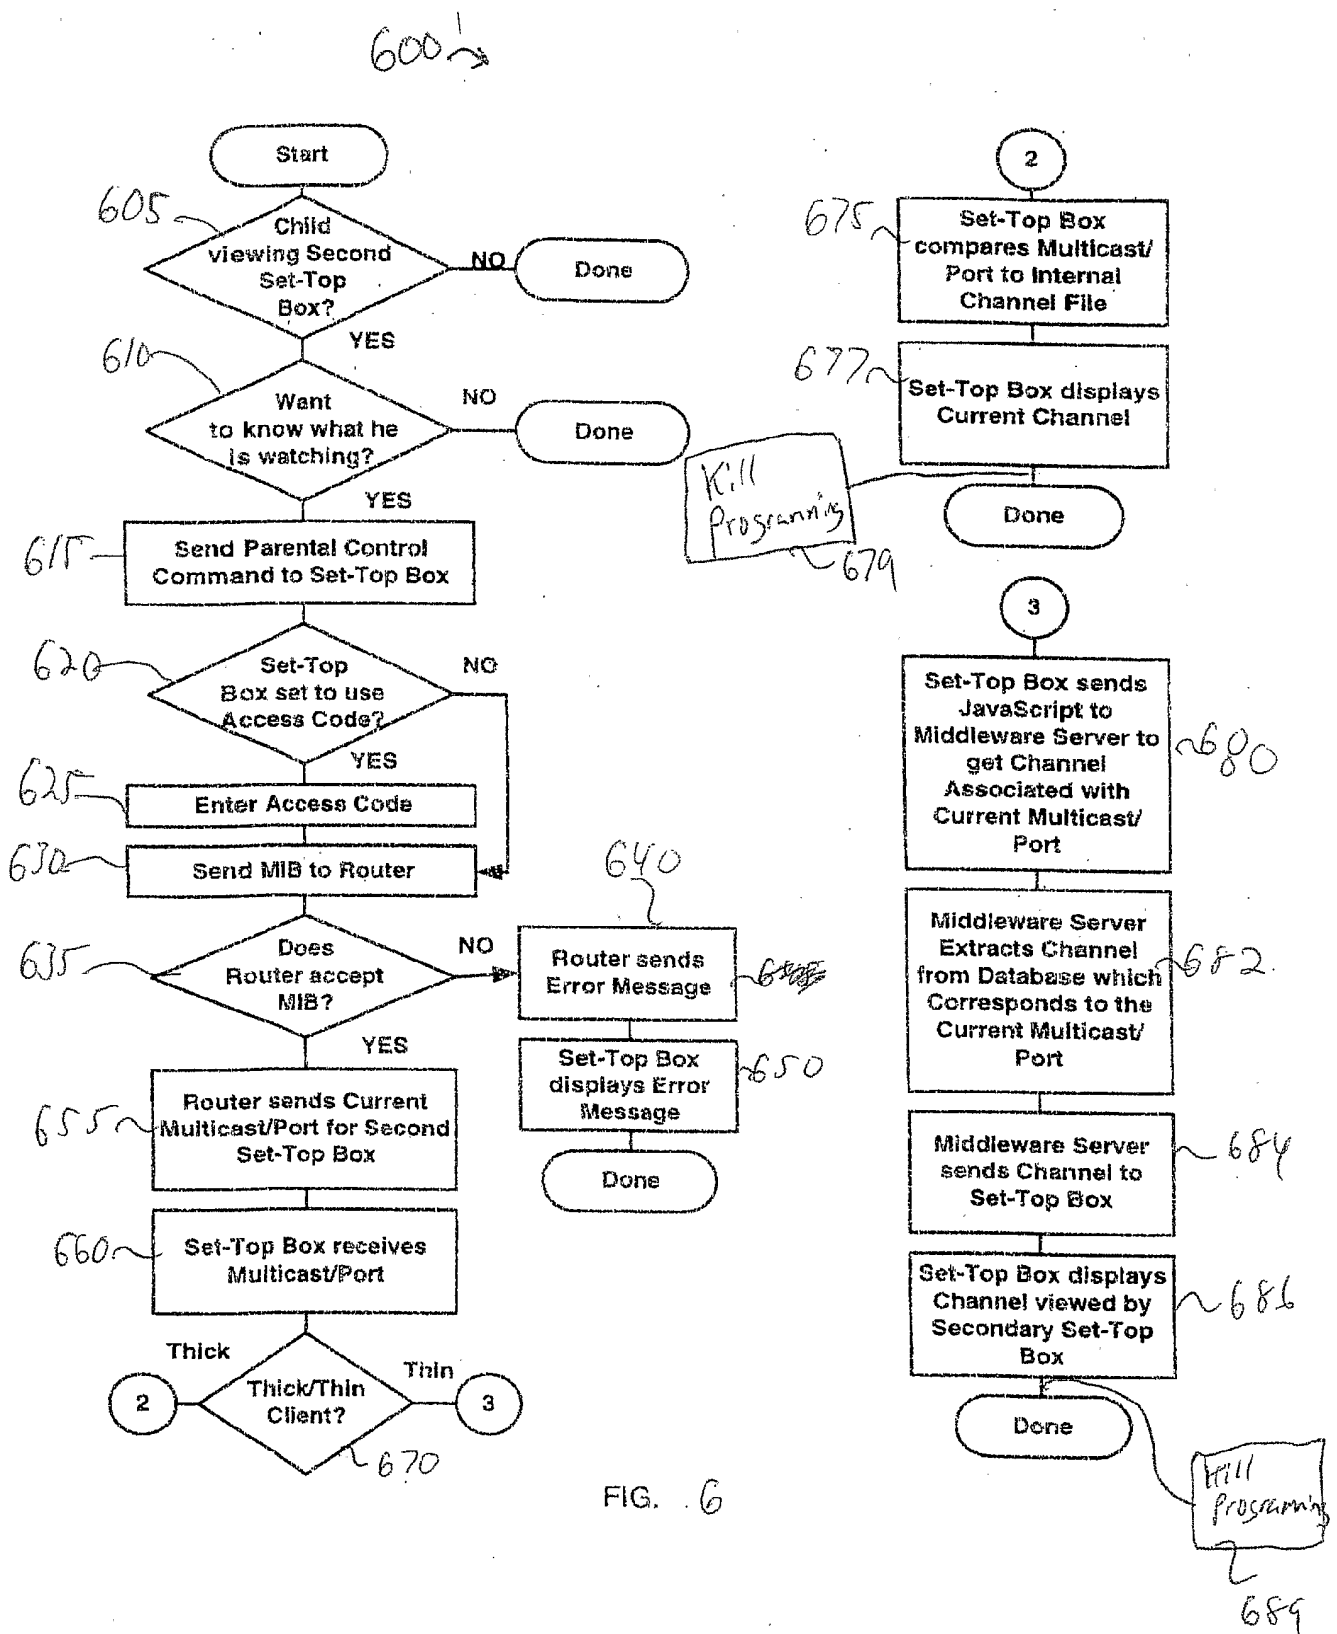 600'
Start
605
Child
viewing Second
Set-Top
Box?
NO
Done
YES
610
Want
to know what he
is watching?
NO
Done
YES
615
Send Parental Control
Command to Set-Top Box
620
Set-Top
Box set to use
Access Code?
NO
YES
625
Enter Access Code
630
Send MIB to Router
635
Does
Router accept
MIB?
NO
640
Router sends
Error Message
YES
Set-Top Box
displays Error
Message
650
Done
655
Router sends Current
Multicast/Port for Second
Set-Top Box
660
Set-Top Box receives
Multicast/Port
Thick
Thin
2
Thick/Thin
Client?
3
670
2
675
Set-Top Box
compares Multicast/
Port to Internal
Channel File
677
Set-Top Box displays
Current Channel
Kill
Programming
679
Done
3
Set-Top Box sends
JavaScript to
Middleware Server to
get Channel
Associated with
Current Multicast/
Port
680
Middleware Server
Extracts Channel
from Database which
Corresponds to the
Current Multicast/
Port
682
Middleware Server
sends Channel to
Set-Top Box
684
Set-Top Box displays
Channel viewed by
Secondary Set-Top
Box
686
Done
Kill
Programming
689
FIG. 6